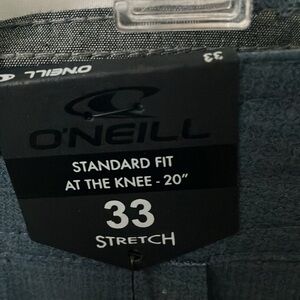 O'NEILL
33
O'NEILL
STANDARD FIT
AT THE KNEE - 20"
33
STRETCH